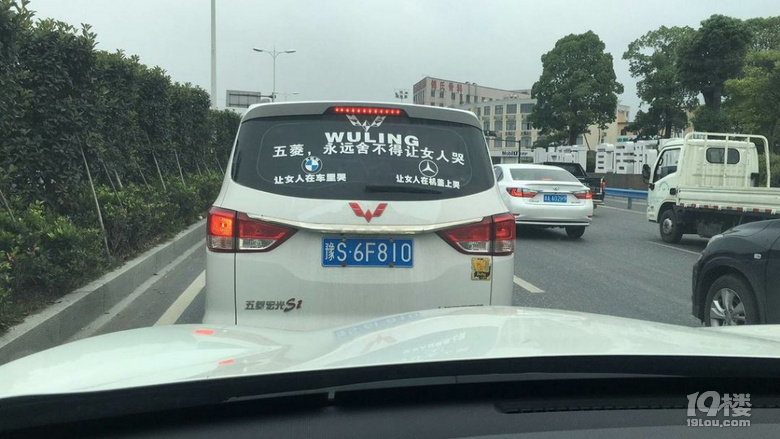 WULING
五菱，永远舍不得让女人哭
让女人在车里哭
让女人在机盖上哭
豫S·6F810
五菱宏光S1
19楼
19lou.com